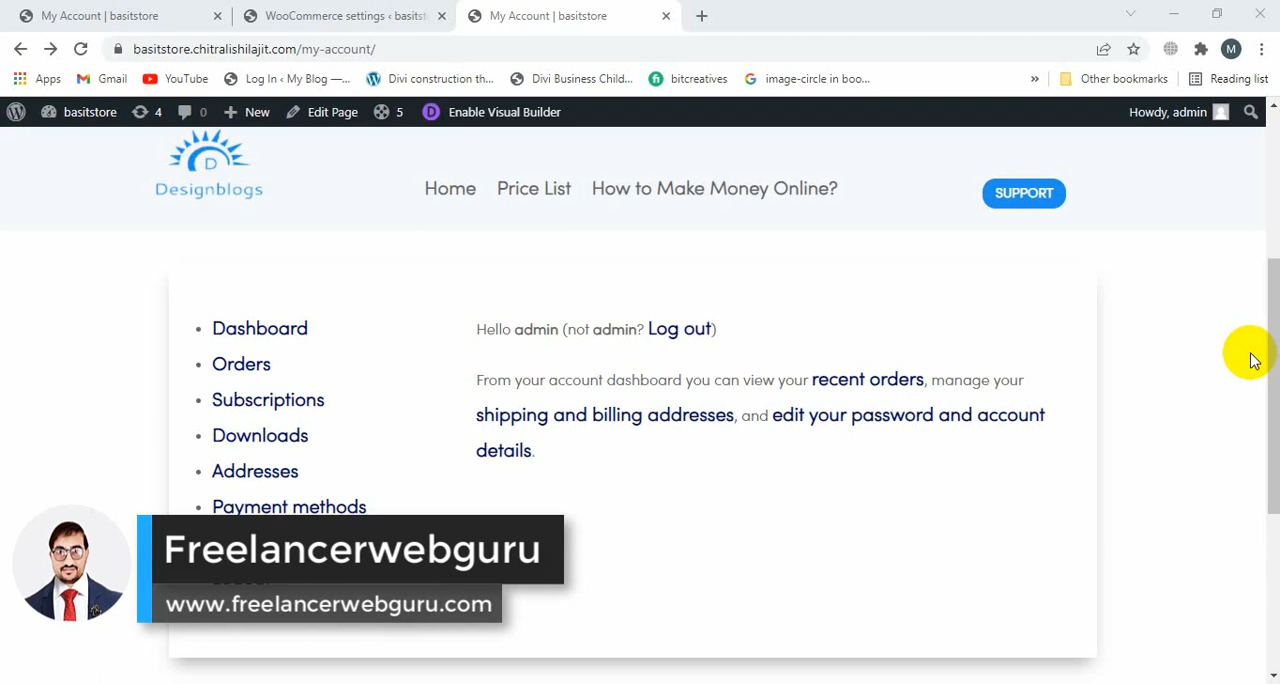 My Account | basitstore
WooCommerce settings ‹ basitst
My Account | basitstore
basitstore.chitralishilajit.com/my-account/
M
Apps
Gmail
YouTube
Log In ‹ My Blog —...
Divi construction th...
Divi Business Child...
fi
bitcreatives
image-circle in boo...
»
Other bookmarks
Reading list
basitstore
4
0
New
Edit Page
5
D
Enable Visual Builder
Howdy, admin
D
Designblogs
Home
Price List
How to Make Money Online?
SUPPORT
• Dashboard
• Orders
• Subscriptions
• Downloads
• Addresses
• Payment methods
Hello admin (not admin? Log out)
From your account dashboard you can view your recent orders, manage your
shipping and billing addresses, and edit your password and account
details.
Freelancerwebguru
www.freelancerwebguru.com